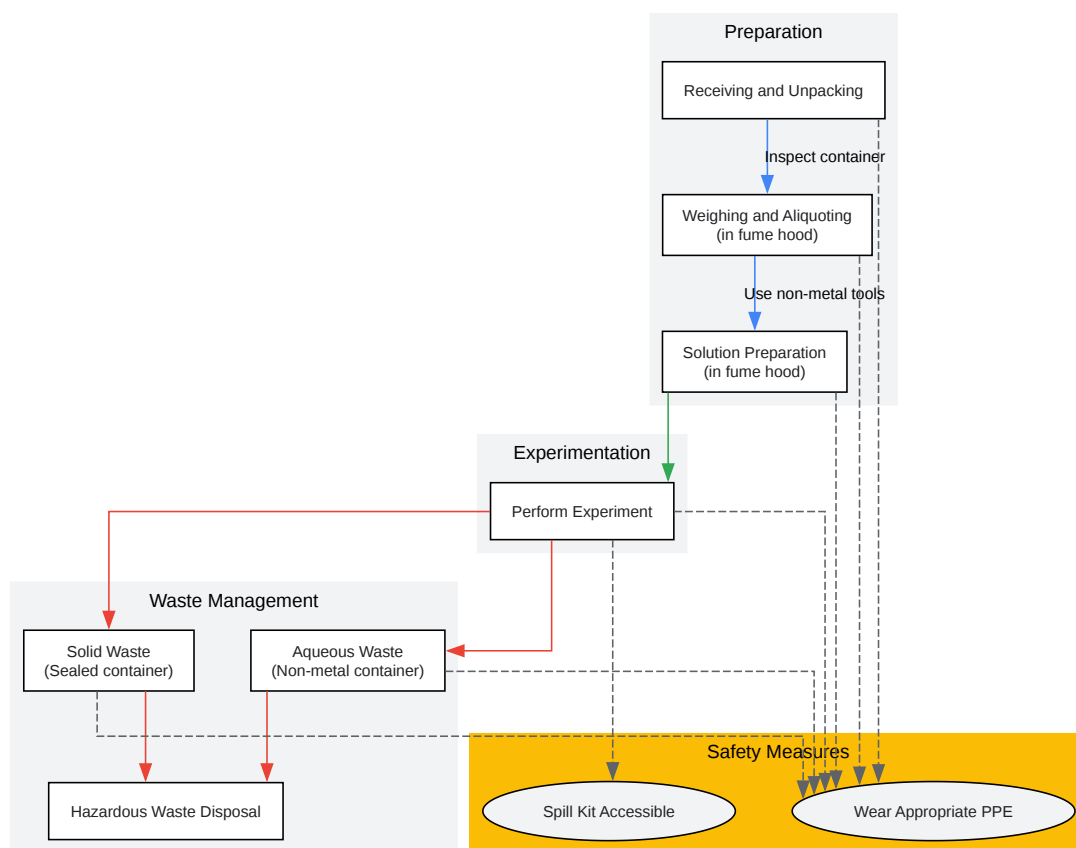 Preparation
Receiving and Unpacking
Inspect container
Weighing and Aliquoting
(in fume hood)
Use non-metal tools
Solution Preparation
(in fume hood)
Experimentation
Perform Experiment
Waste Management
Solid Waste
(Sealed container)
Aqueous Waste
(Non-metal container)
Hazardous Waste Disposal
Safety Measures
Spill Kit Accessible
Wear Appropriate PPE